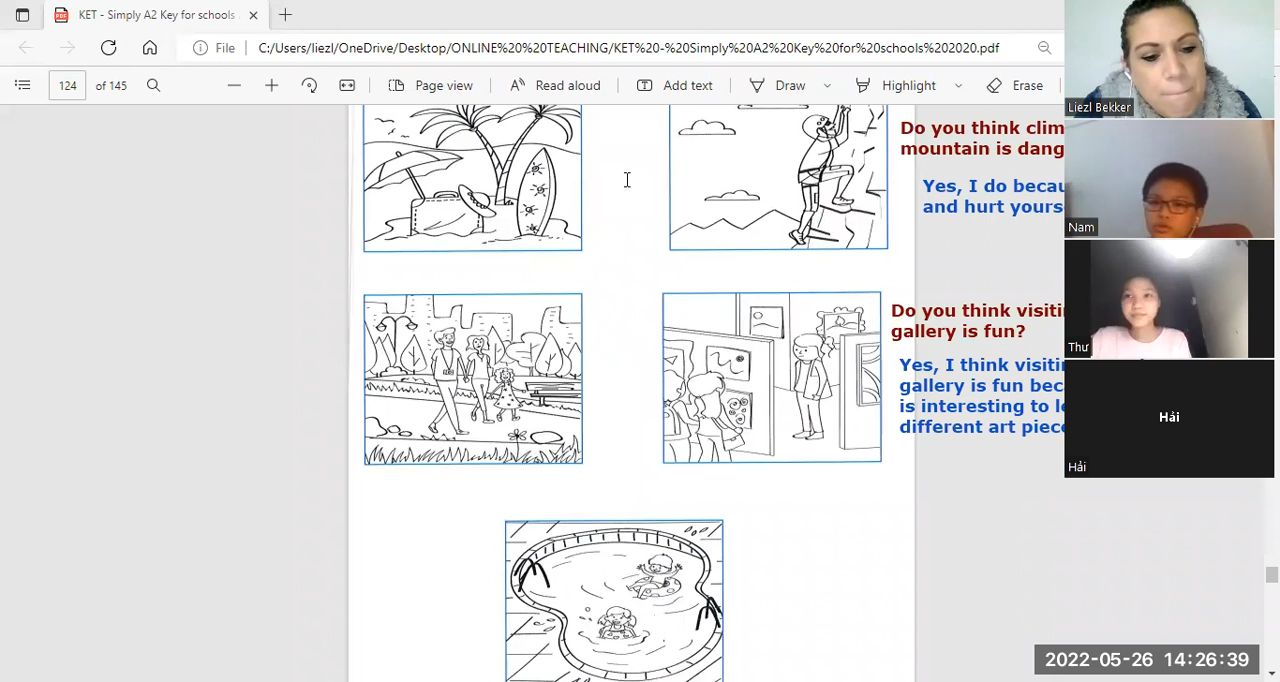 KET - Simply A2 Key for schools
File
C:/Users/liezl/OneDrive/Desktop/ONLINE%20%20TEACHING/KET%20-%20Simply%20A2%20Key%20for%20schools%202020.pdf
124 of 145
Page view
Read aloud
Add text
Draw
Highlight
Erase
Do you think clim
mountain is dang
Yes, I do becau
and hurt yours
Do you think visiti
gallery is fun?
Yes, I think visiti
gallery is fun bec
is interesting to l
different art piec
Liezl Bekker
Nam
Thư
Hải
Hải
2022-05-26 14:26:39